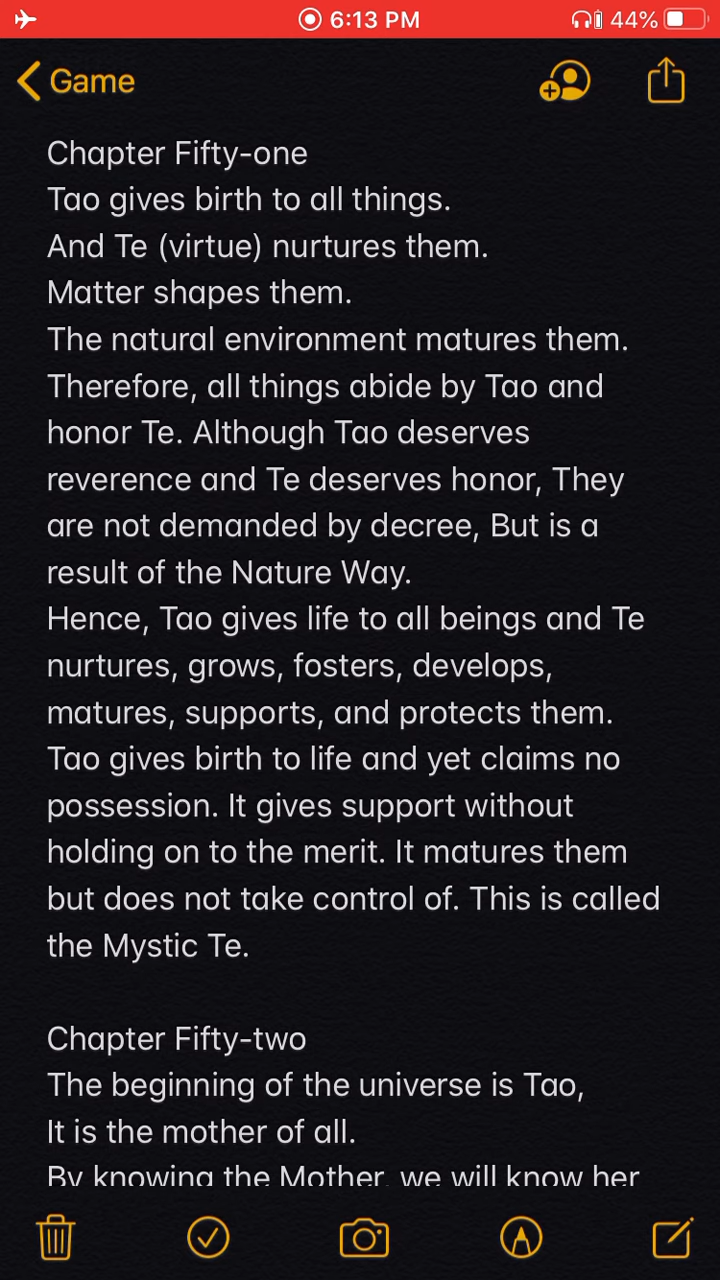 6:13 PM
44%
Game
Chapter Fifty-one
Tao gives birth to all things.
And Te (virtue) nurtures them.
Matter shapes them.
The natural environment matures them.
Therefore, all things abide by Tao and
honor Te. Although Tao deserves
reverence and Te deserves honor, They
are not demanded by decree, But is a
result of the Nature Way.
Hence, Tao gives life to all beings and Te
nurtures, grows, fosters, develops,
matures, supports, and protects them.
Tao gives birth to life and yet claims no
possession. It gives support without
holding on to the merit. It matures them
but does not take control of. This is called
the Mystic Te.
Chapter Fifty-two
The beginning of the universe is Tao,
It is the mother of all.
By knowing the Mother, we will know her